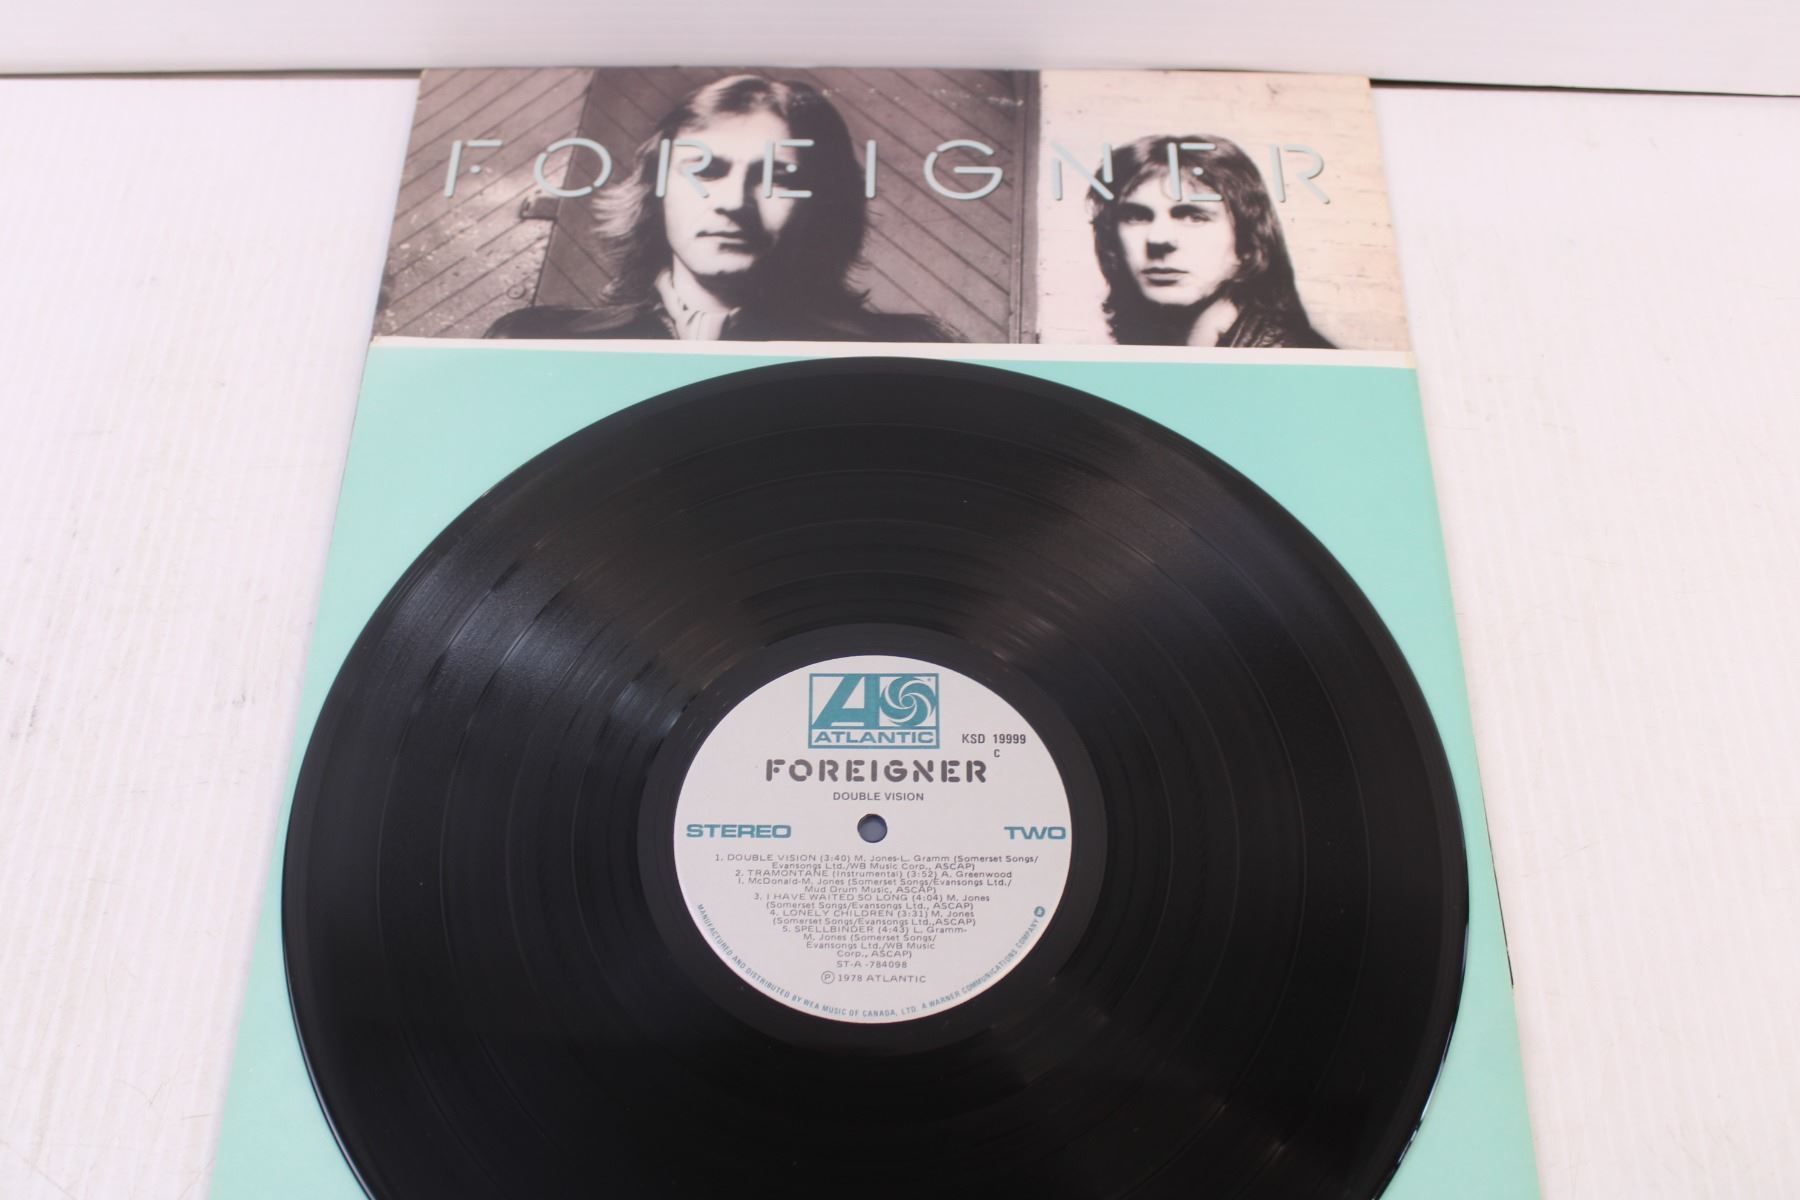 FOREIGNER
ATLANTIC
KSD 19999
C
FOREIGNER
DOUBLE VISION
STEREO
TWO
1. DOUBLE VISION (3:40) M. Jones-L. Gramm (Somerset Songs/
Evansongs Ltd./WB Music Corp., ASCAP)
2. TRAMONTANE (Instrumental) (3:52) A. Greenwood
I. McDonald-M. Jones (Somerset Songs/Evansongs Ltd./
Mud Drum Music, ASCAP)
3. I HAVE WAITED SO LONG (4:04) M. Jones
(Somerset Songs/Evansongs Ltd., ASCAP)
4. LONELY CHILDREN (3:31) M. Jones
(Somerset Songs/Evansongs Ltd., ASCAP)
5. SPELLBINDER (4:43) L. Gramm-
M. Jones (Somerset Songs/
Evansongs Ltd./WB Music
Corp., ASCAP)
ST-A-784098
Ⓟ 1978 ATLANTIC
MANUFACTURED AND DISTRIBUTED BY WEA MUSIC OF CANADA, LTD. A WARNER COMMUNICATIONS COMPANY